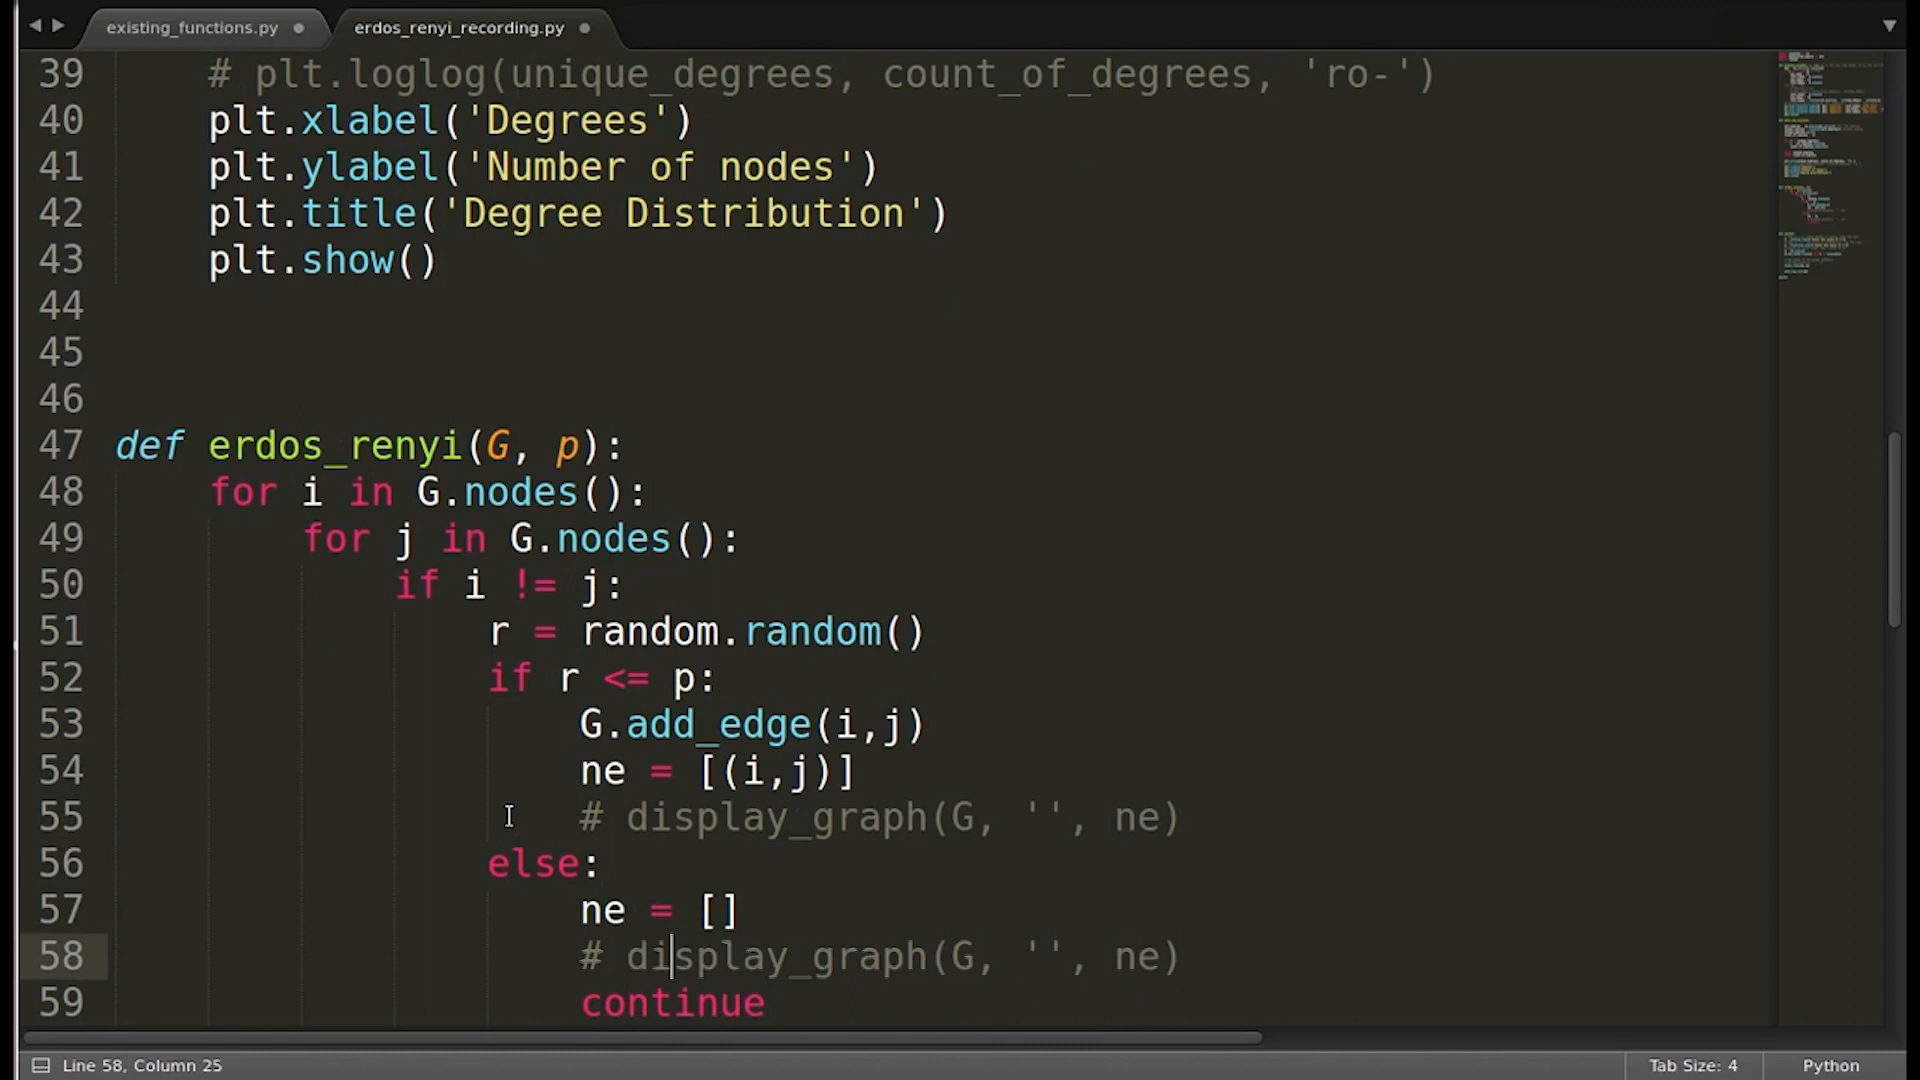 existing_functions.py
erdos_renyi_recording.py
39 # plt.loglog(unique_degrees, count_of_degrees, 'ro-')
40 plt.xlabel('Degrees')
41 plt.ylabel('Number of nodes')
42 plt.title('Degree Distribution')
43 plt.show()
44
45
46
47 def erdos_renyi(G, p):
48 for i in G.nodes():
49 for j in G.nodes():
50 if i != j:
51 r = random.random()
52 if r <= p:
53 G.add_edge(i,j)
54 ne = [(i,j)]
55 # display_graph(G, '', ne)
56 else:
57 ne = []
58 # display_graph(G, '', ne)
59 continue
Line 58, Column 25
Tab Size: 4
Python